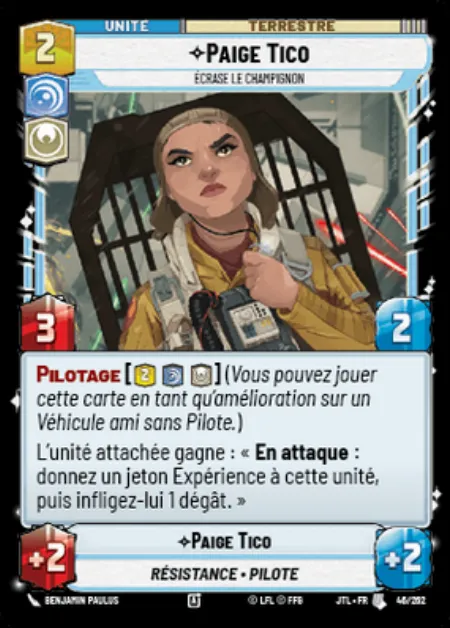 UNITÉ
TERRESTRE
2
✧PAIGE TICO
ÉCRASE LE CHAMPIGNON
3
2
PILOTAGE [2] (Vous pouvez jouer
cette carte en tant qu'amélioration sur un
Véhicule ami sans Pilote.)
L'unité attachée gagne : « En attaque :
donnez un jeton Expérience à cette unité,
puis infligez-lui 1 dégât. »
+2
✧PAIGE TICO
+2
RÉSISTANCE • PILOTE
BENJAMIN PAULUS
A
© LFL © FFG
JTL • FR
46/262